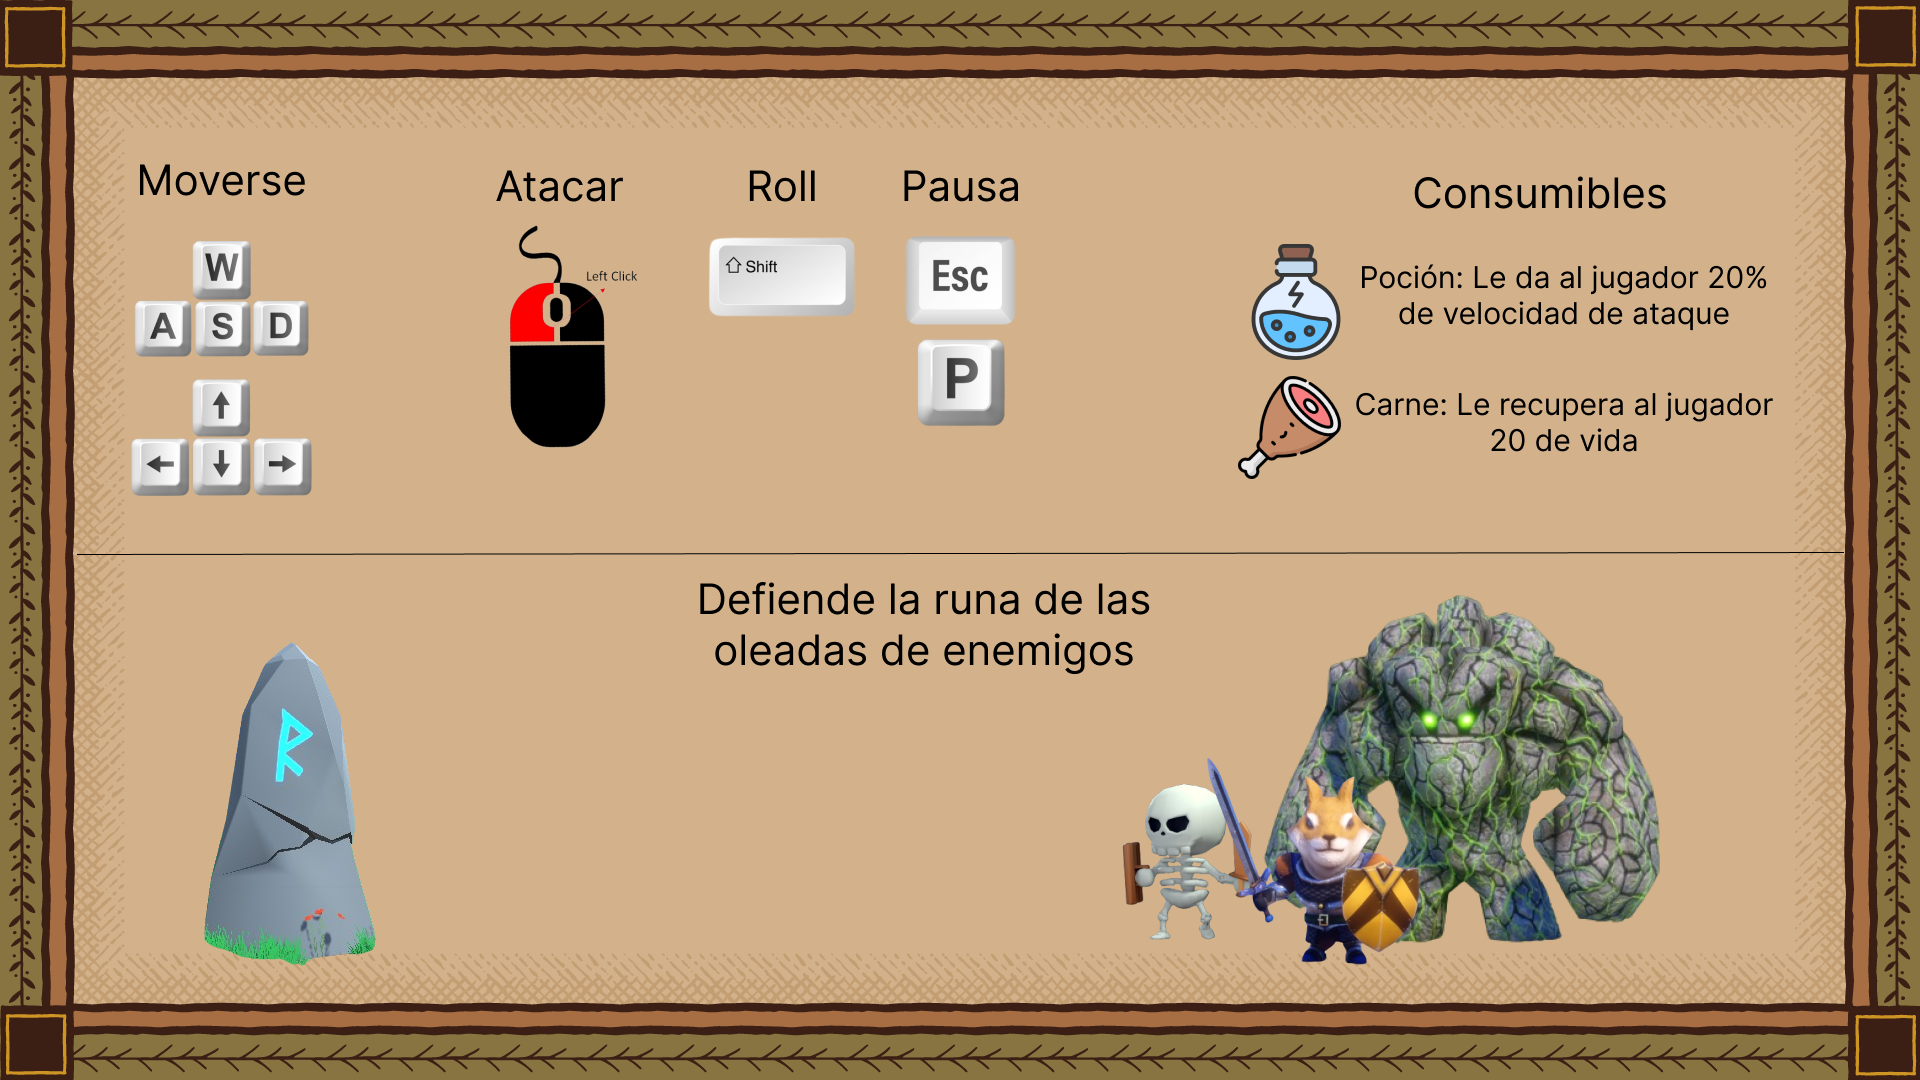 Moverse
Atacar
Roll
Pausa
Consumibles
W
A S D
Left Click
Shift
Esc
P
Poción: Le da al jugador 20%
de velocidad de ataque
Carne: Le recupera al jugador
20 de vida
Defiende la runa de las
oleadas de enemigos
ᚱ